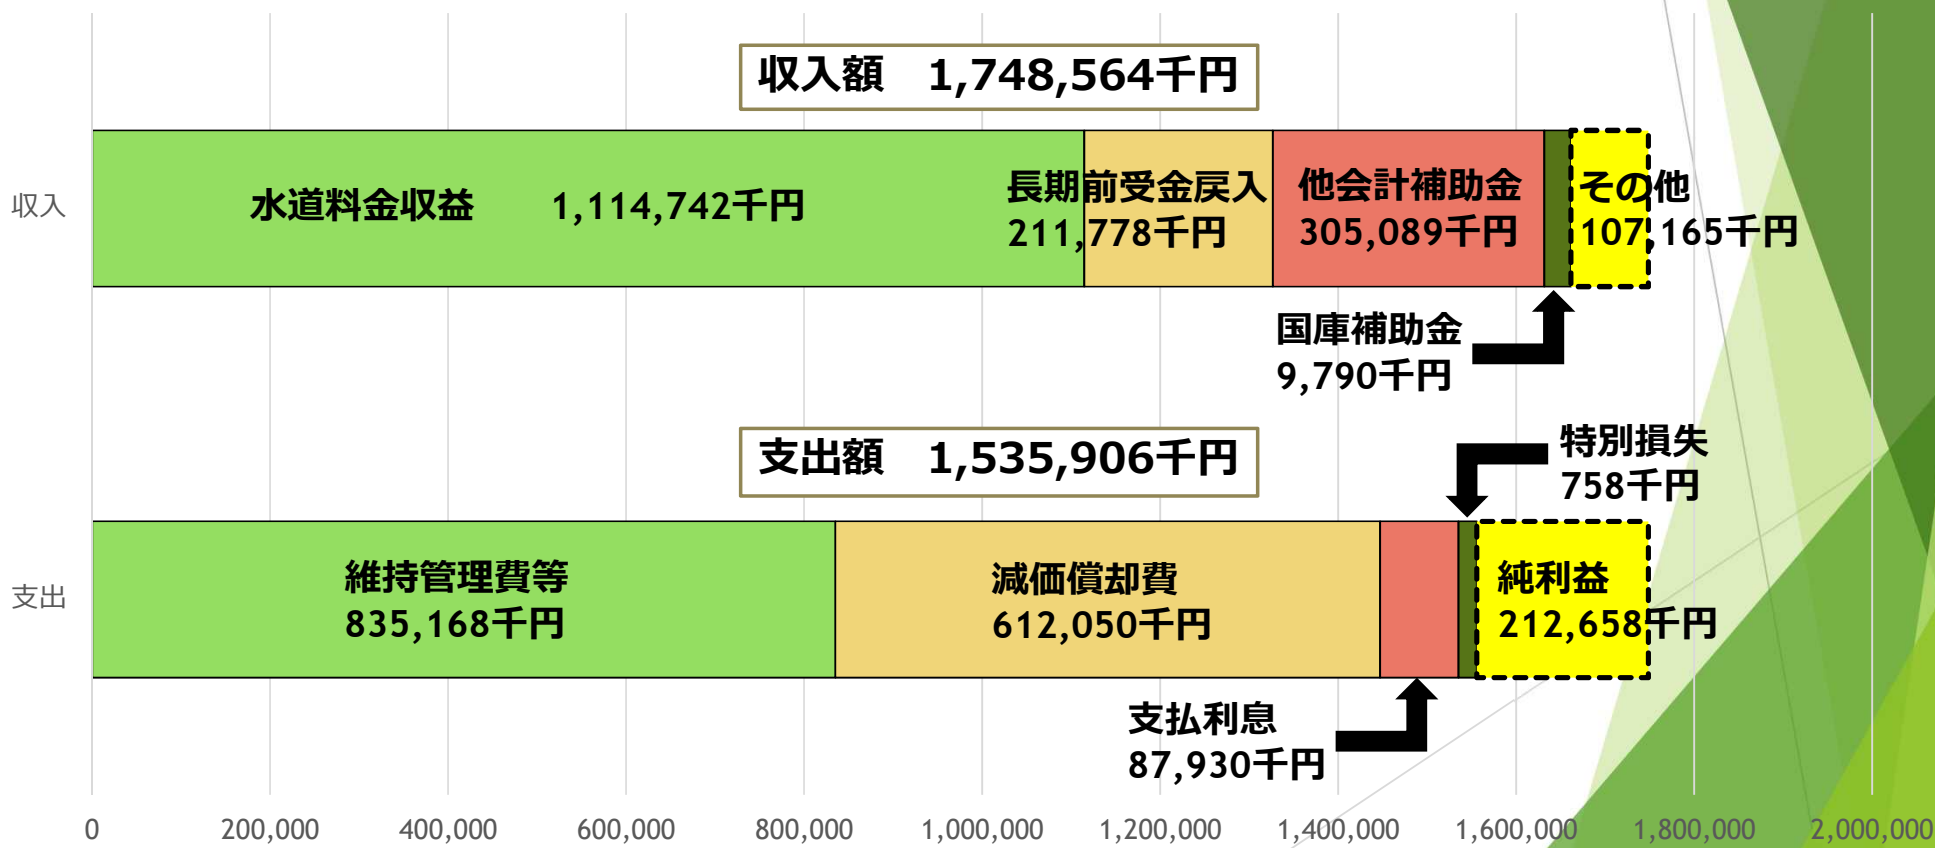 収入額　1,748,564千円
収入
水道料金収益　　1,114,742千円
長期前受金戻入
211,778千円
他会計補助金
305,089千円
その他
107,165千円
国庫補助金
9,790千円
支出額　1,535,906千円
特別損失
758千円
支出
維持管理費等
835,168千円
減価償却費
612,050千円
純利益
212,658千円
支払利息
87,930千円
0
200,000
400,000
600,000
800,000
1,000,000
1,200,000
1,400,000
1,600,000
1,800,000
2,000,000